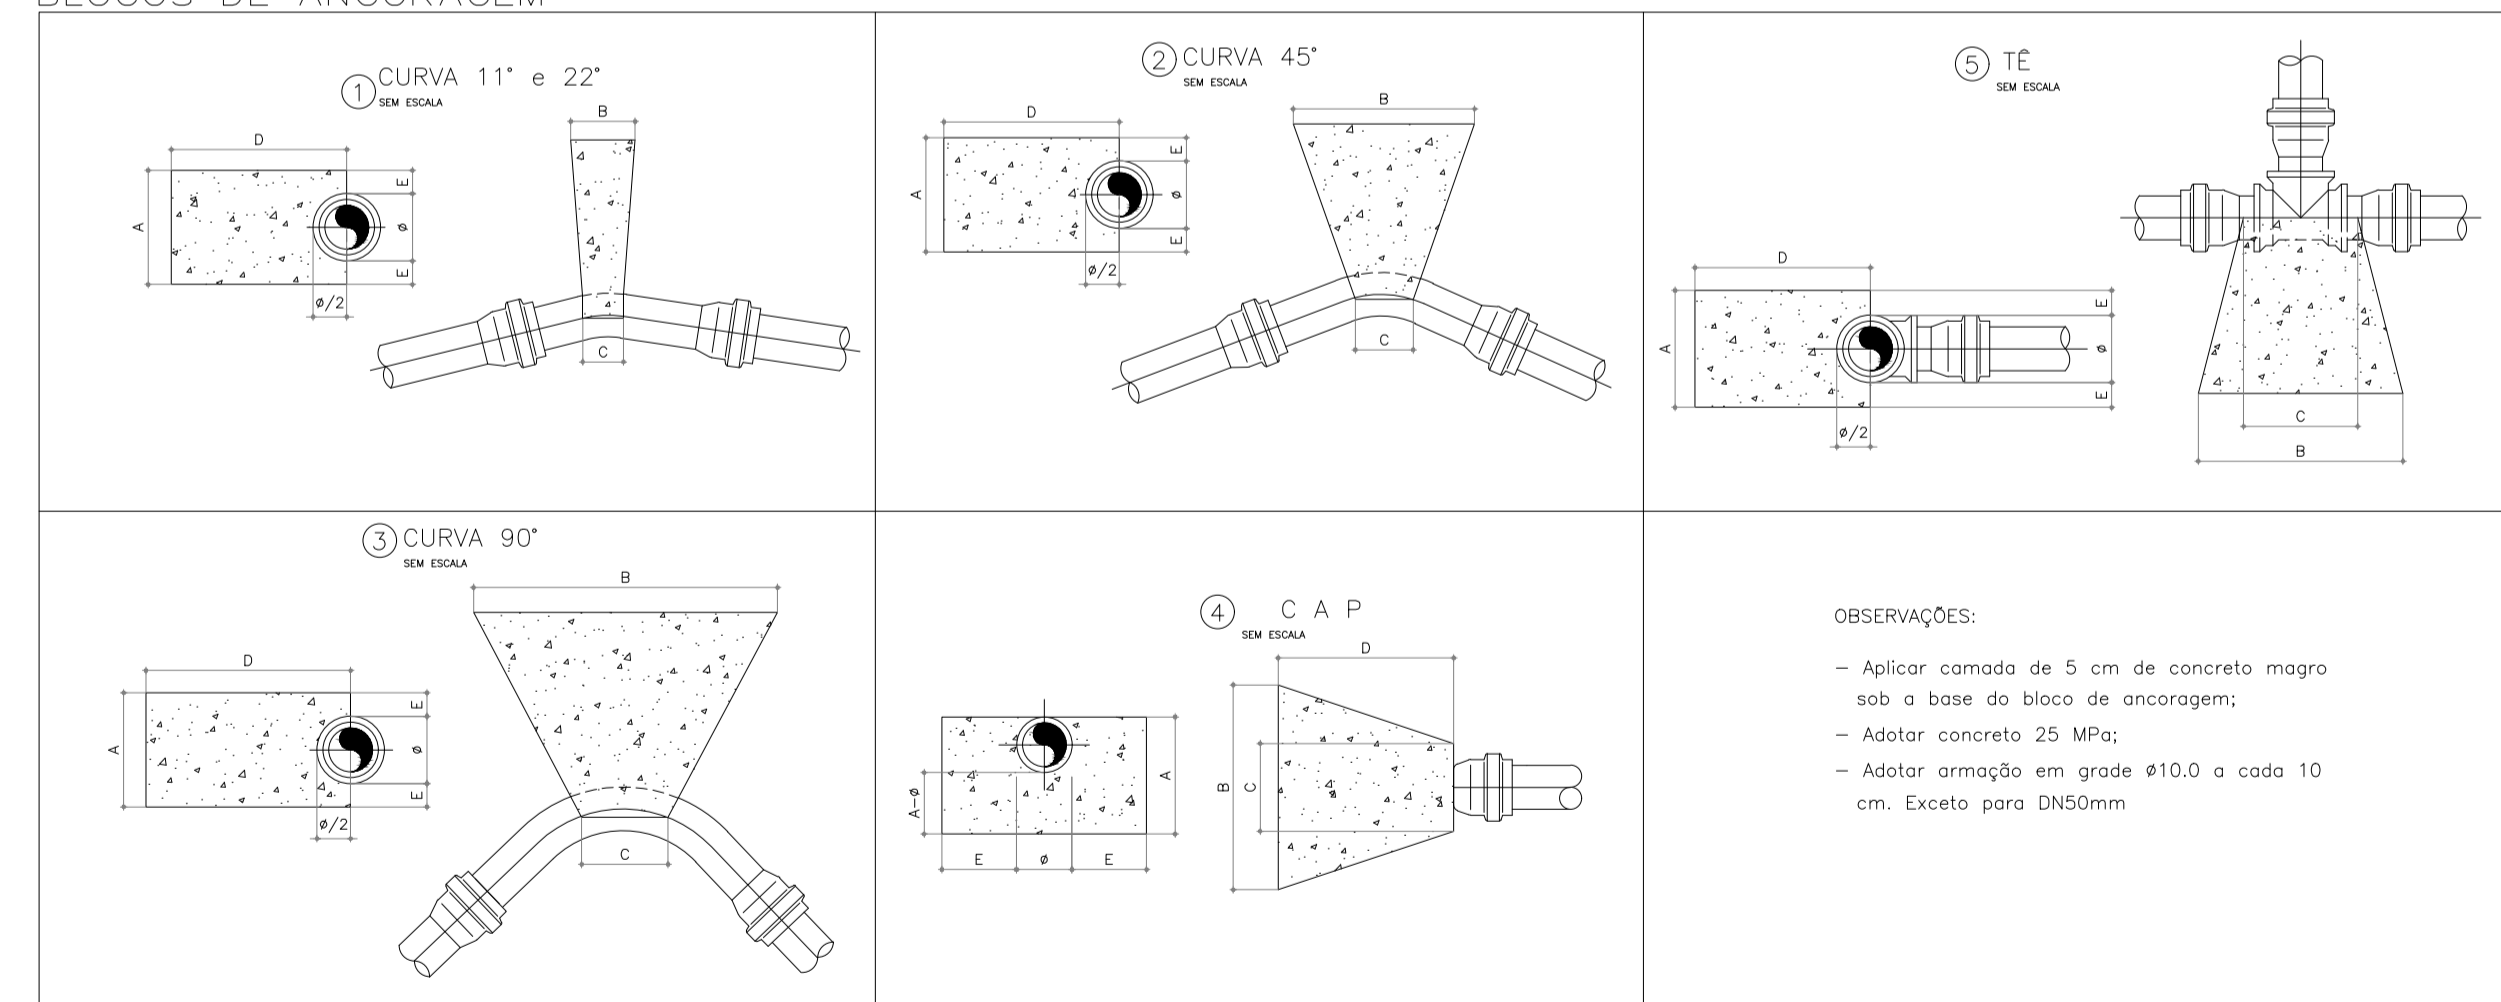 BLOCOS DE ANCORAGEM
1 CURVA 11° e 22°
SEM ESCALA
B
D
A
E
Ø
E
Ø/2
C
2 CURVA 45°
SEM ESCALA
B
D
A
E
Ø
E
Ø/2
C
5 TÊ
SEM ESCALA
D
A
E
Ø
E
Ø/2
C
B
3 CURVA 90°
SEM ESCALA
B
D
A
E
Ø
E
Ø/2
C
4 C A P
SEM ESCALA
D
A-Ø
A
E
Ø
E
B
C
OBSERVAÇÕES:
- Aplicar camada de 5 cm de concreto magro
sob a base do bloco de ancoragem;
- Adotar concreto 25 MPa;
- Adotar armação em grade Ø10.0 a cada 10
cm. Exceto para DN50mm